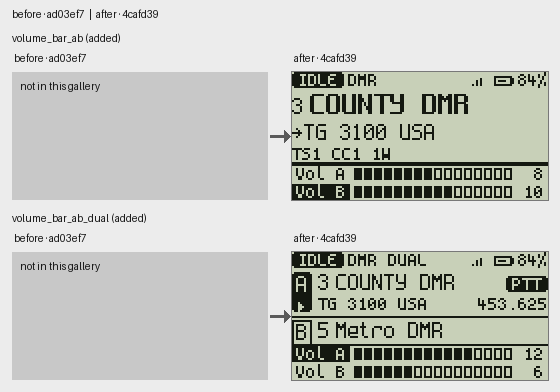 before·ad03ef7 | after·4cafd39
volume_bar_ab (added)
before·ad03ef7
after·4cafd39
not in this gallery
IDLE DMR 84%
3 COUNTY DMR
→TG 3100 USA
TS1 CC1 1W
Vol A 8
Vol B 10
volume_bar_ab_dual (added)
before·ad03ef7
after·4cafd39
not in this gallery
IDLE DMR DUAL 84%
A 3 COUNTY DMR PTT
TG 3100 USA 453.625
B 5 Metro DMR
Vol A 12
Vol B 6